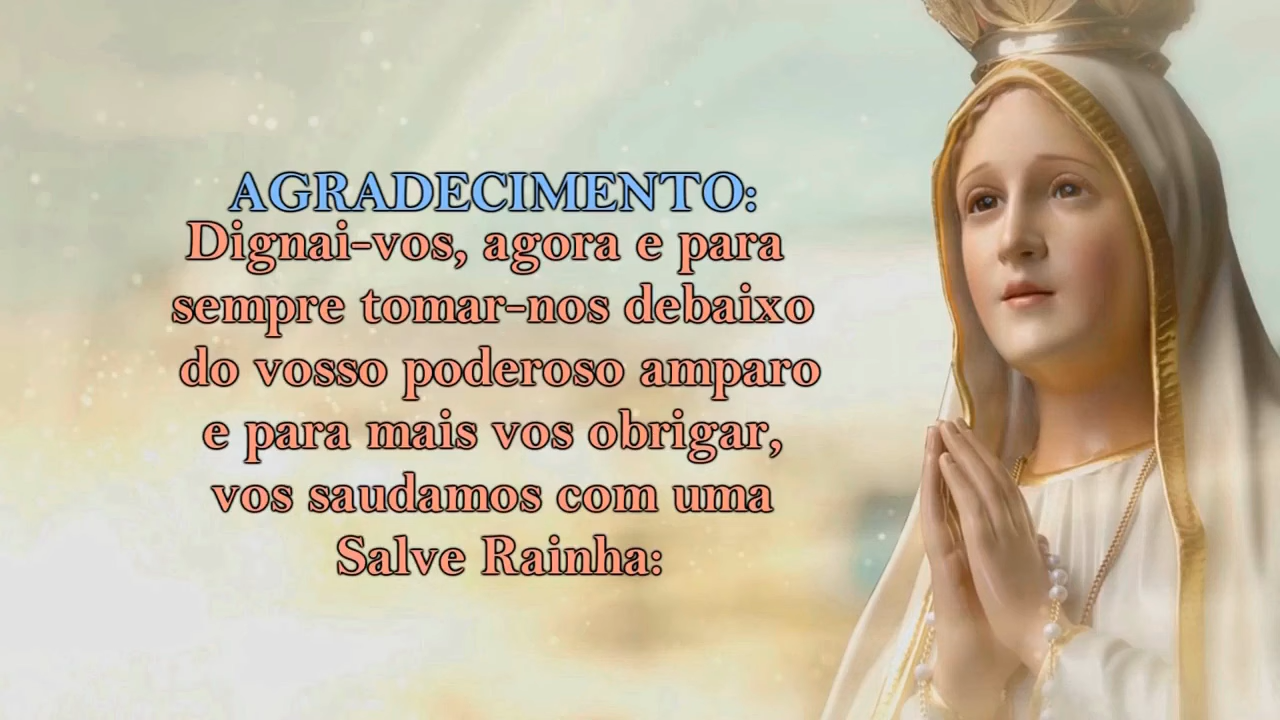 AGRADECIMENTO:
Dignai-vos, agora e para
sempre tomar-nos debaixo
do vosso poderoso amparo
e para mais vos obrigar,
vos saudamos com uma
Salve Rainha: